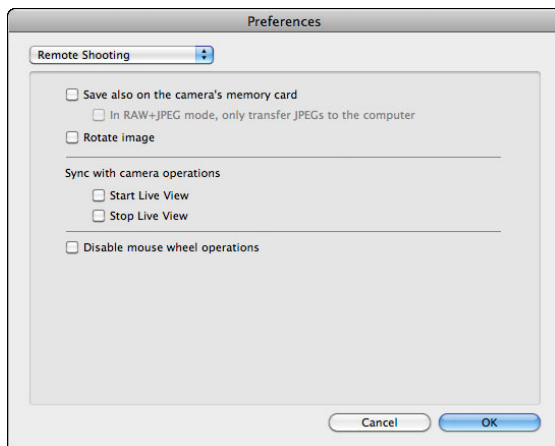 Preferences
Remote Shooting
Save also on the camera's memory card
In RAW+JPEG mode, only transfer JPEGs to the computer
Rotate image
Sync with camera operations
Start Live View
Stop Live View
Disable mouse wheel operations
Cancel OK